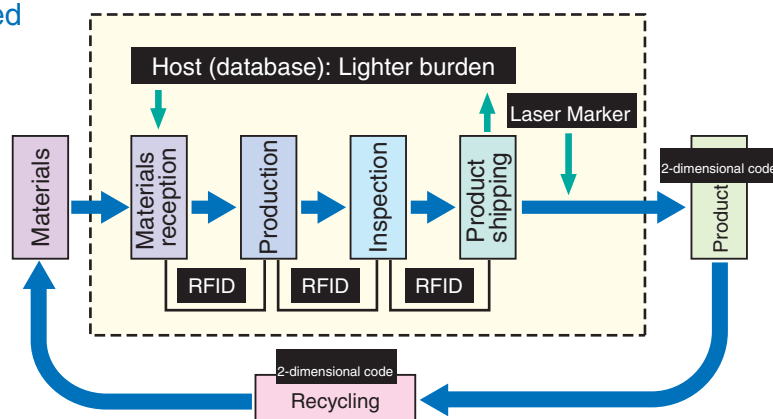 ed
Host (database): Lighter burden
Laser Marker
Materials
Materials
reception
Production
Inspection
Product
shipping
2-dimensional code
Product
RFID
RFID
RFID
2-dimensional code
Recycling